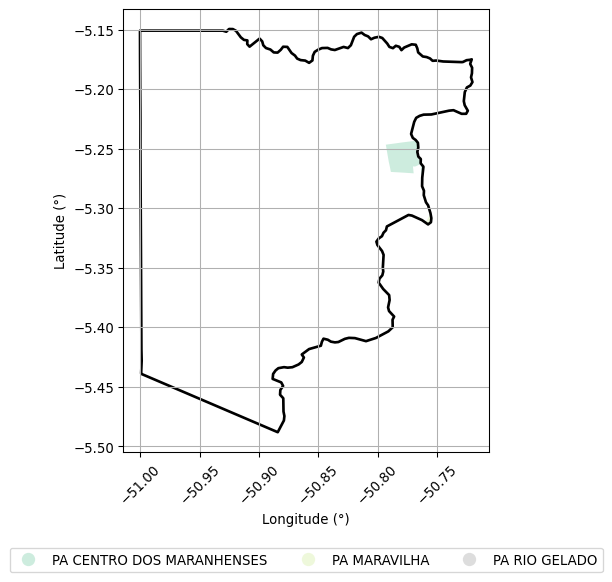 −5.15
−5.20
−5.25
−5.30
−5.35
−5.40
−5.45
−5.50
Latitude (°)
−51.00 −50.95 −50.90 −50.85 −50.80 −50.75
Longitude (°)
PA CENTRO DOS MARANHENSES PA MARAVILHA PA RIO GELADO